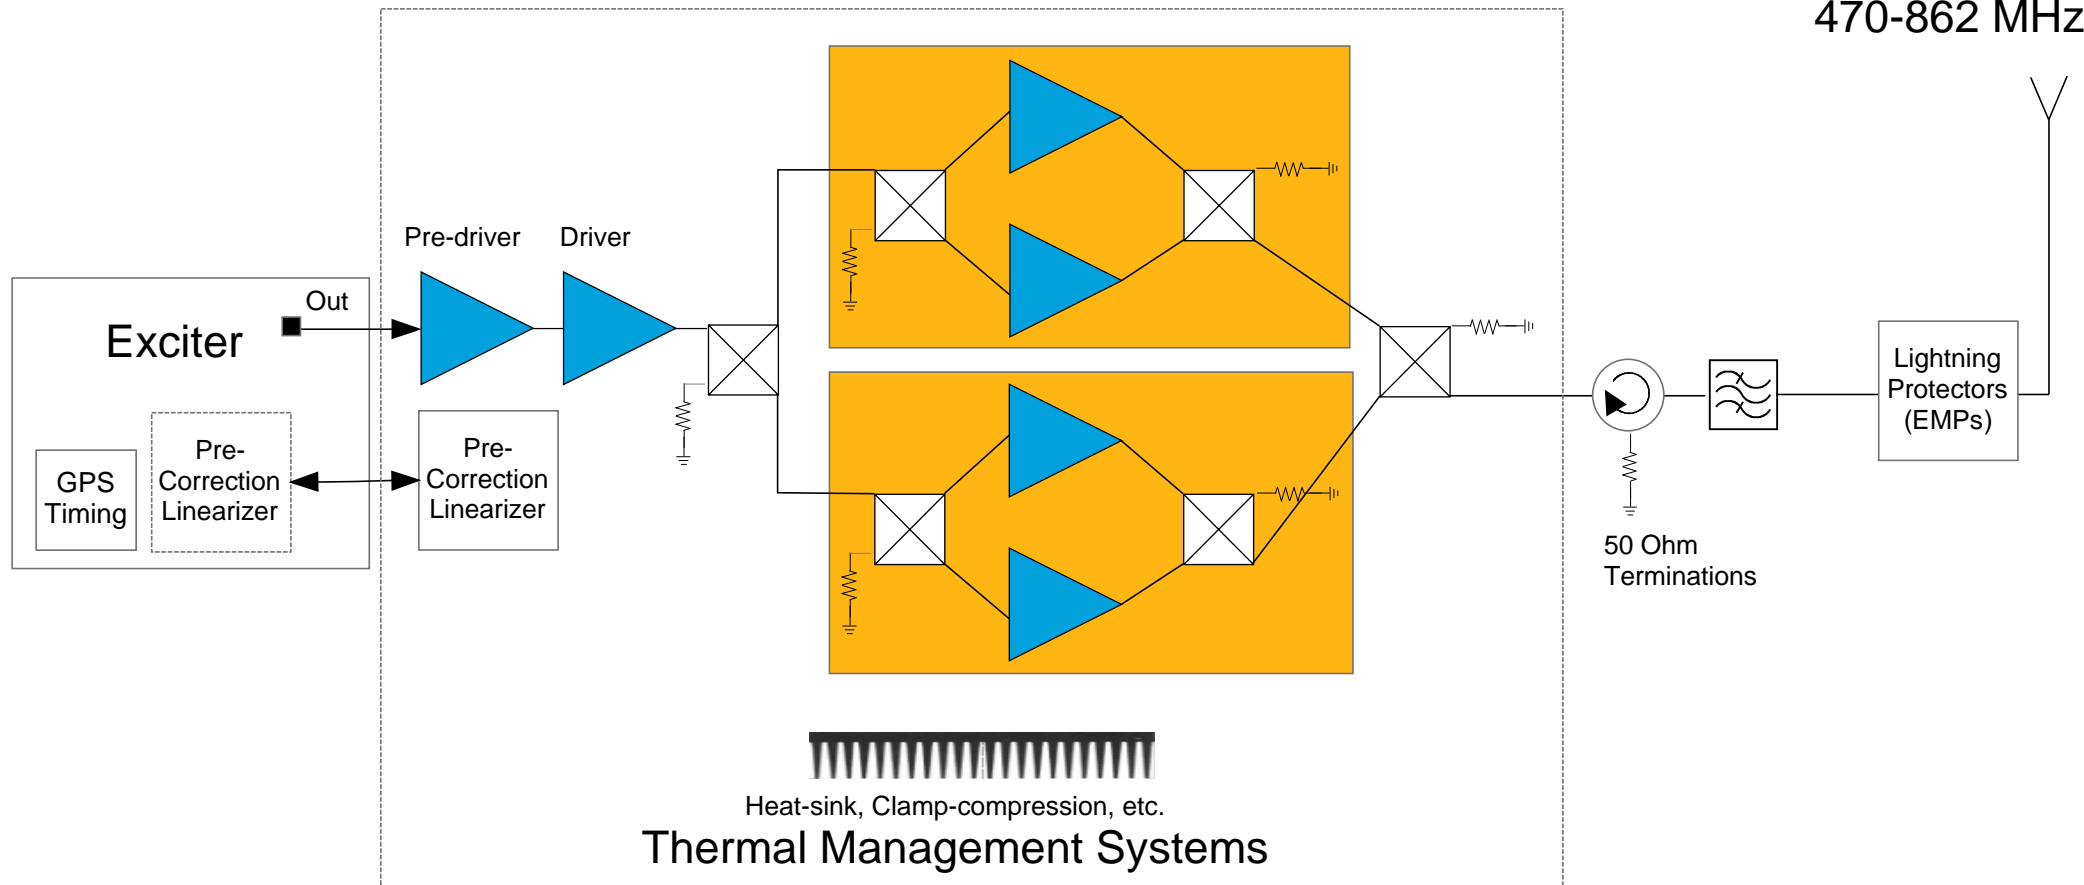 470-862 MHz
Pre-driver
Driver
Out
Exciter
GPS
Timing
Pre-
Correction
Linearizer
Pre-
Correction
Linearizer
Lightning
Protectors
(EMPs)
50 Ohm
Terminations
Heat-sink, Clamp-compression, etc.
Thermal Management Systems